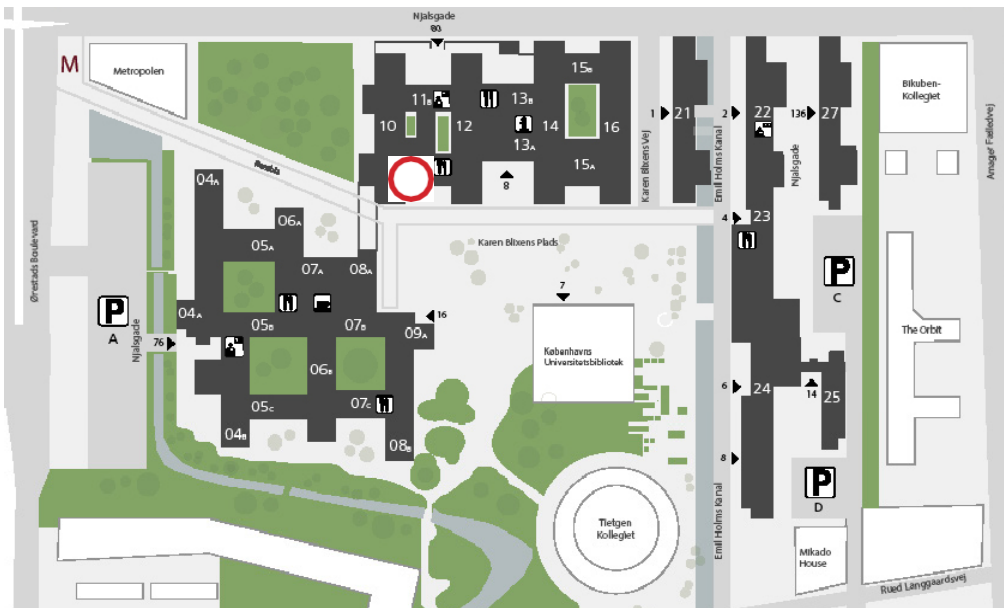 Njalsgade
80
M
Metropolen
15B
Bikuben-
Kollegiet
11B
13B
10
12
14
16
1
21
2
22
136
27
13A
15A
8
04A
Karen Blixens Vej
Emil Holms Kanal
Njalsgade
Amager Fælledvej
06A
4
23
05A
Karen Blixens Plads
07A
08A
Ørestads Boulevard
P
A
Njalsgade
76
04A
05B
07B
16
09A
7
P
C
The Orbit
Københavns
Universitetsbibliotek
06B
6
24
14
25
05C
07C
04B
08B
8
P
D
Emil Holms Kanal
Tietgen
Kollegiet
Mikado
House
Rued Langgaardsvej